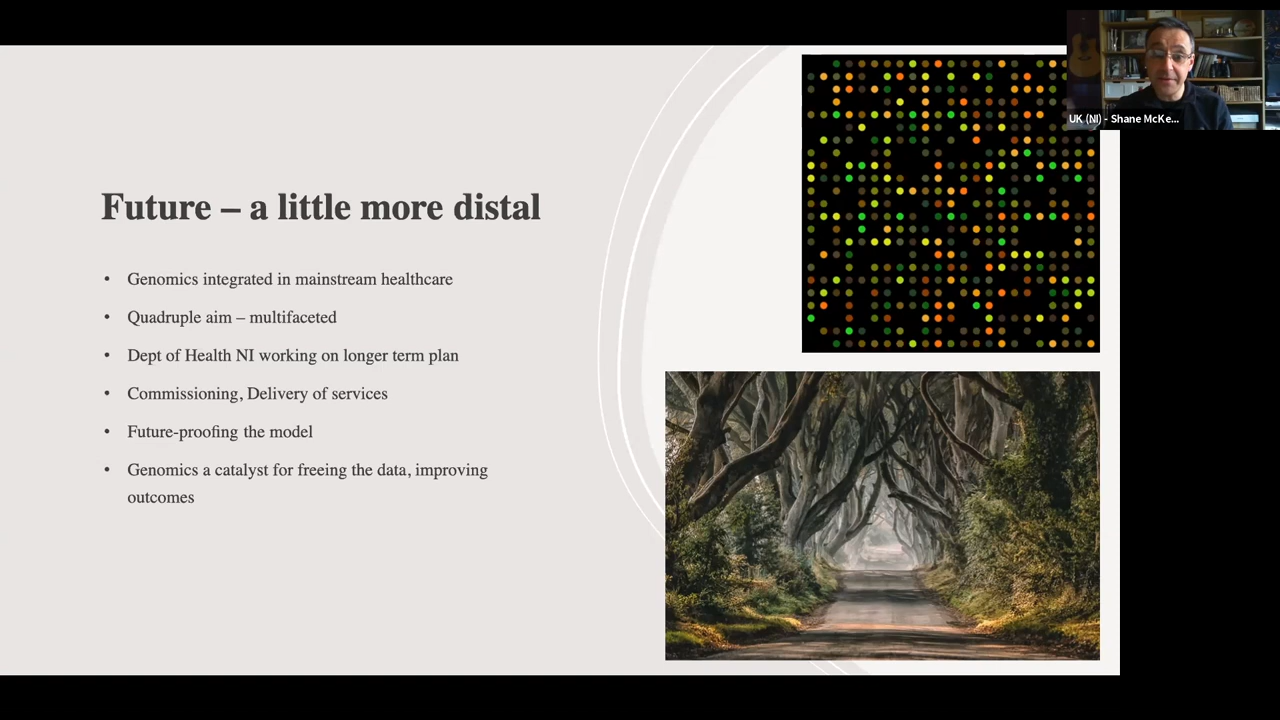 UK (NI) - Shane McKe...
Future – a little more distal
• Genomics integrated in mainstream healthcare
• Quadruple aim – multifaceted
• Dept of Health NI working on longer term plan
• Commissioning, Delivery of services
• Future-proofing the model
• Genomics a catalyst for freeing the data, improving
outcomes